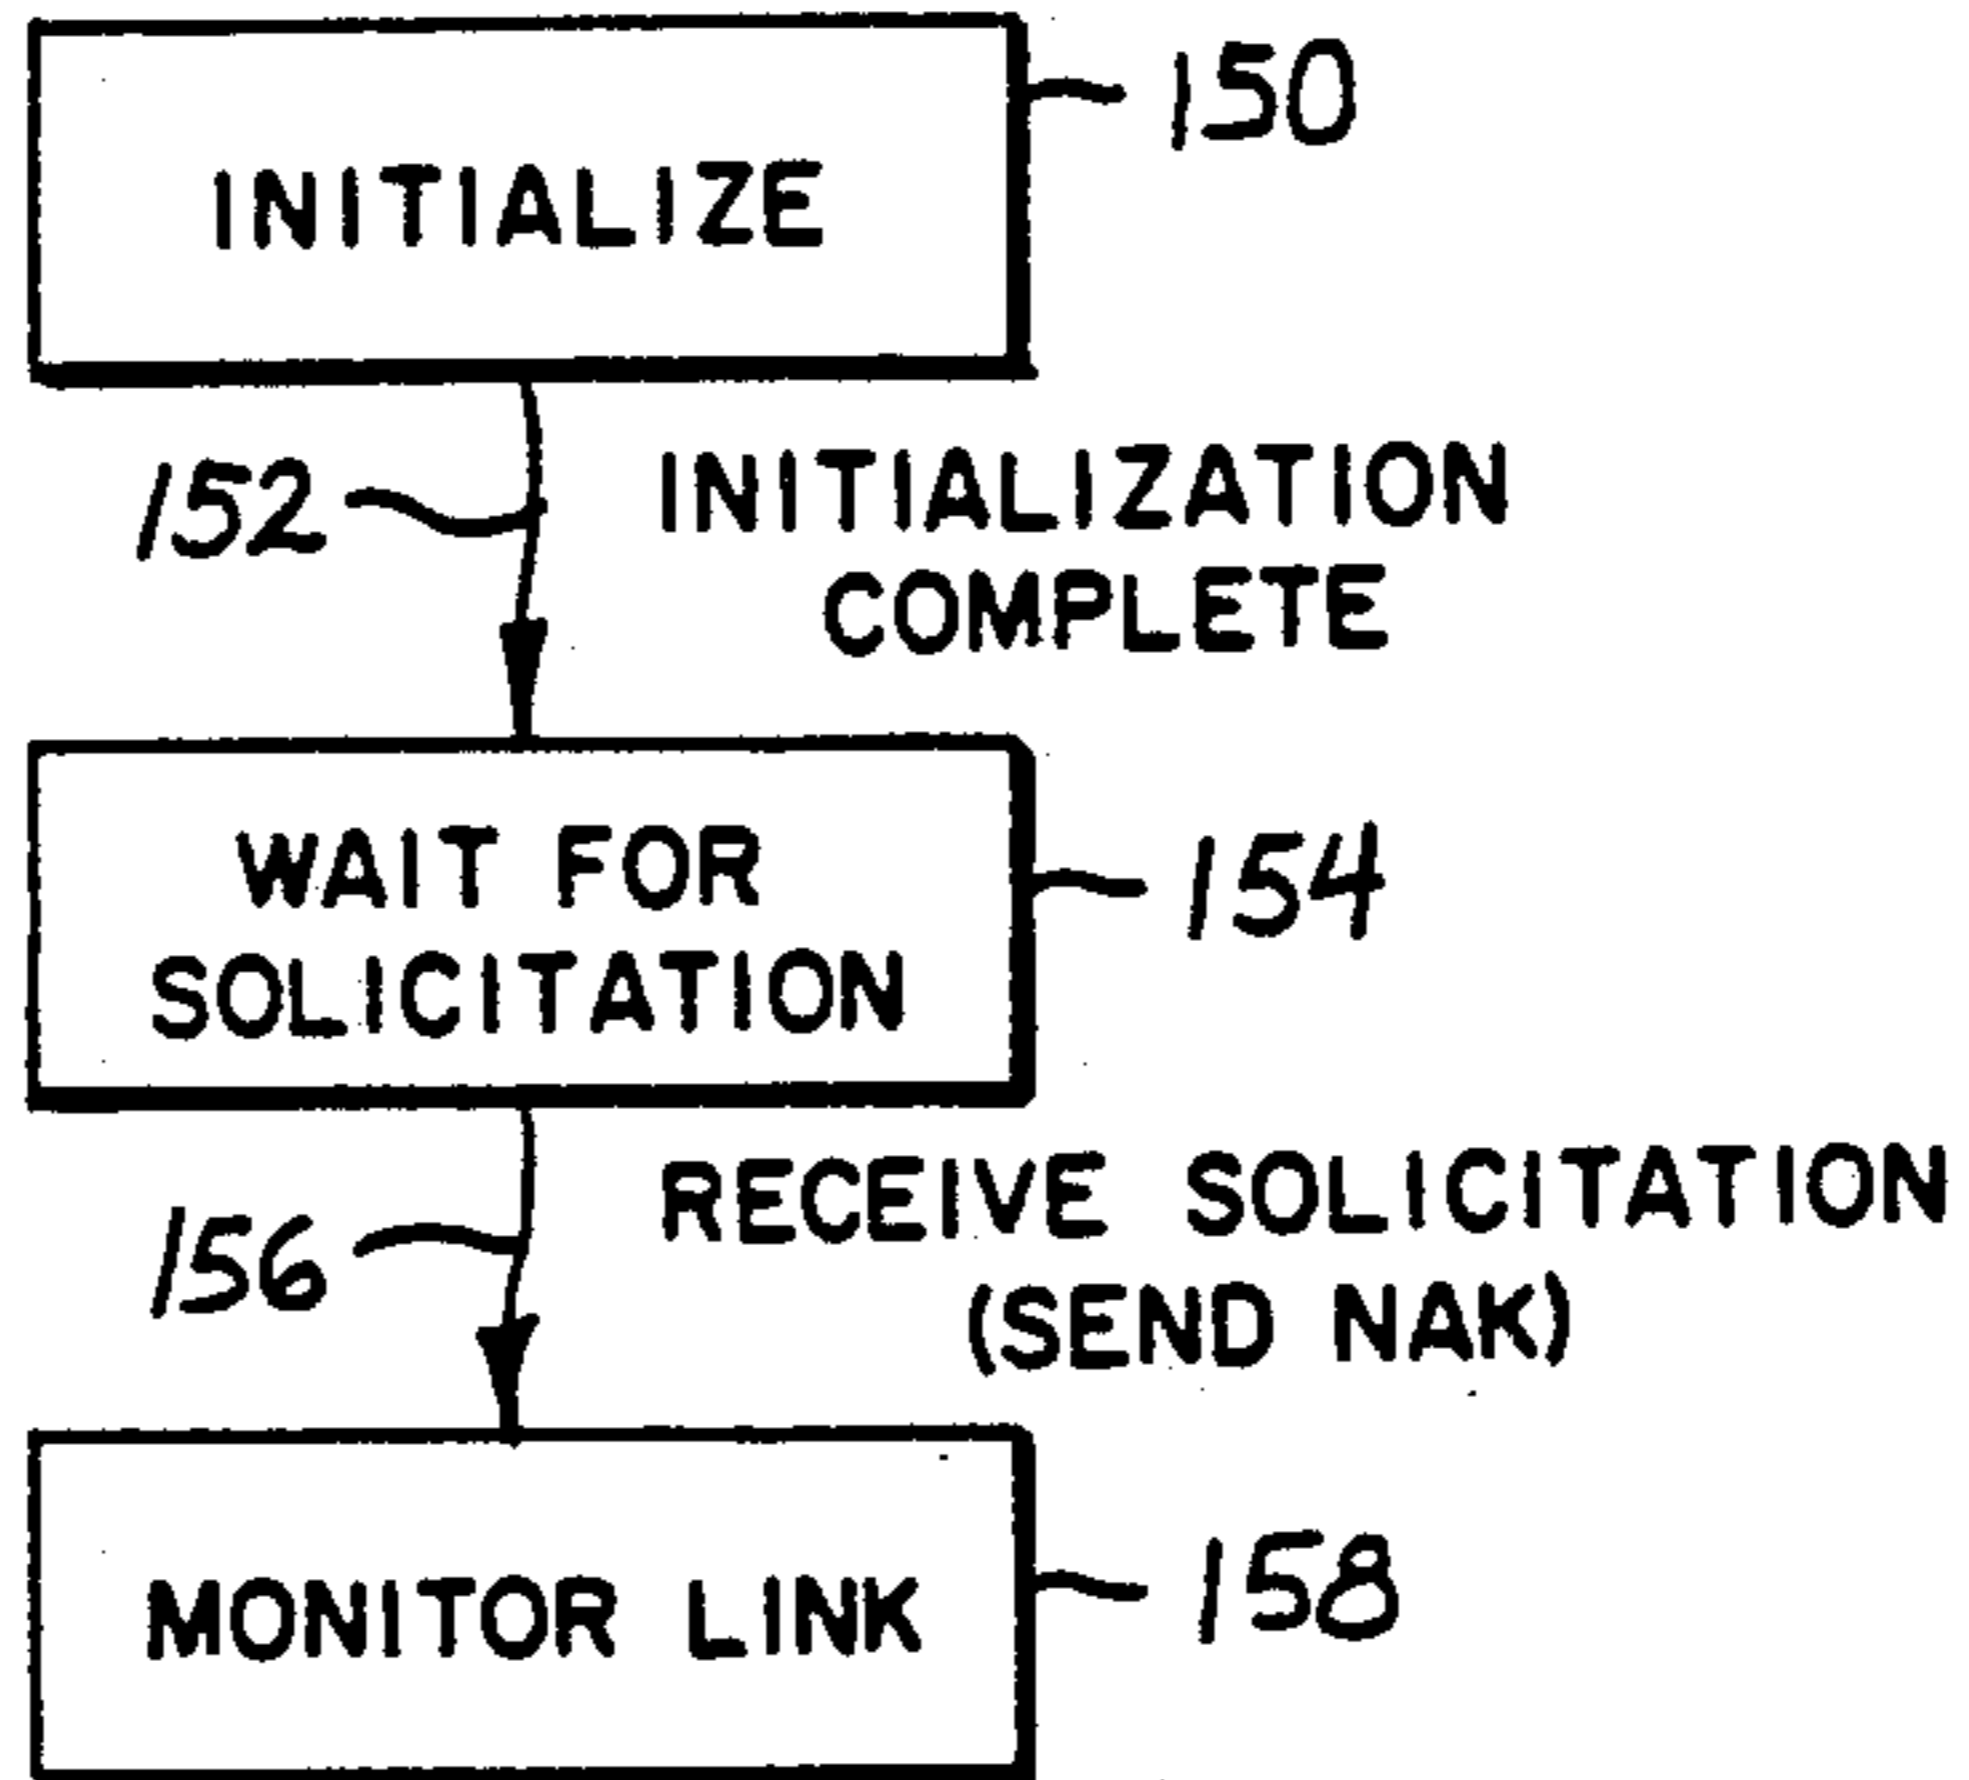 150
INITIALIZE
152
INITIALIZATION
COMPLETE
WAIT FOR
154
SOLICITATION
RECEIVE SOLICITATION
156
(SEND NAK)
MONITOR LINK
158